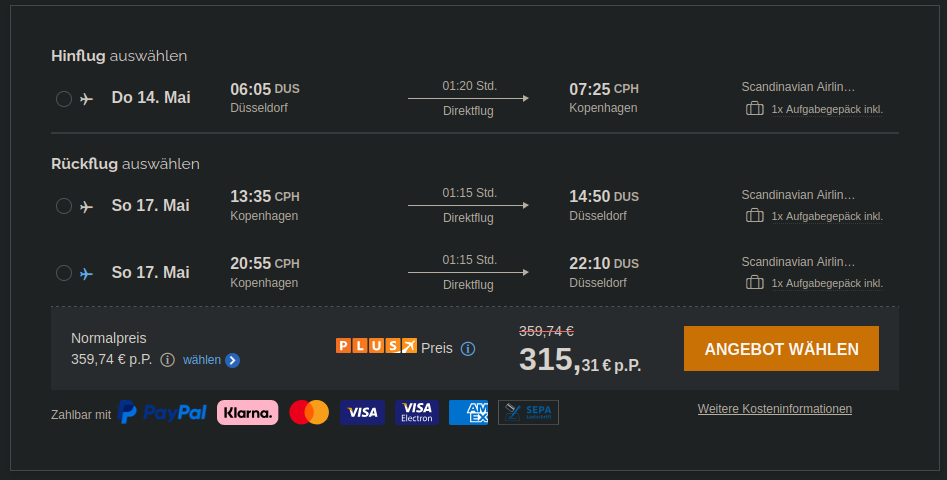 Hinflug auswählen
Do 14. Mai
06:05 DUS
Düsseldorf
01:20 Std.
Direktflug
07:25 CPH
Kopenhagen
Scandinavian Airlin…
1x Aufgabegepäck inkl.
Rückflug auswählen
So 17. Mai
13:35 CPH
Kopenhagen
01:15 Std.
Direktflug
14:50 DUS
Düsseldorf
Scandinavian Airlin…
1x Aufgabegepäck inkl.
So 17. Mai
20:55 CPH
Kopenhagen
01:15 Std.
Direktflug
22:10 DUS
Düsseldorf
Scandinavian Airlin…
1x Aufgabegepäck inkl.
Normalpreis
359,74 € p.P. i wählen
PLUS Preis i
359,74 €
315,31 € p.P.
ANGEBOT WÄHLEN
Zahlbar mit PayPal Klarna. VISA VISA Electron AMEX SEPA
Weitere Kosteninformationen